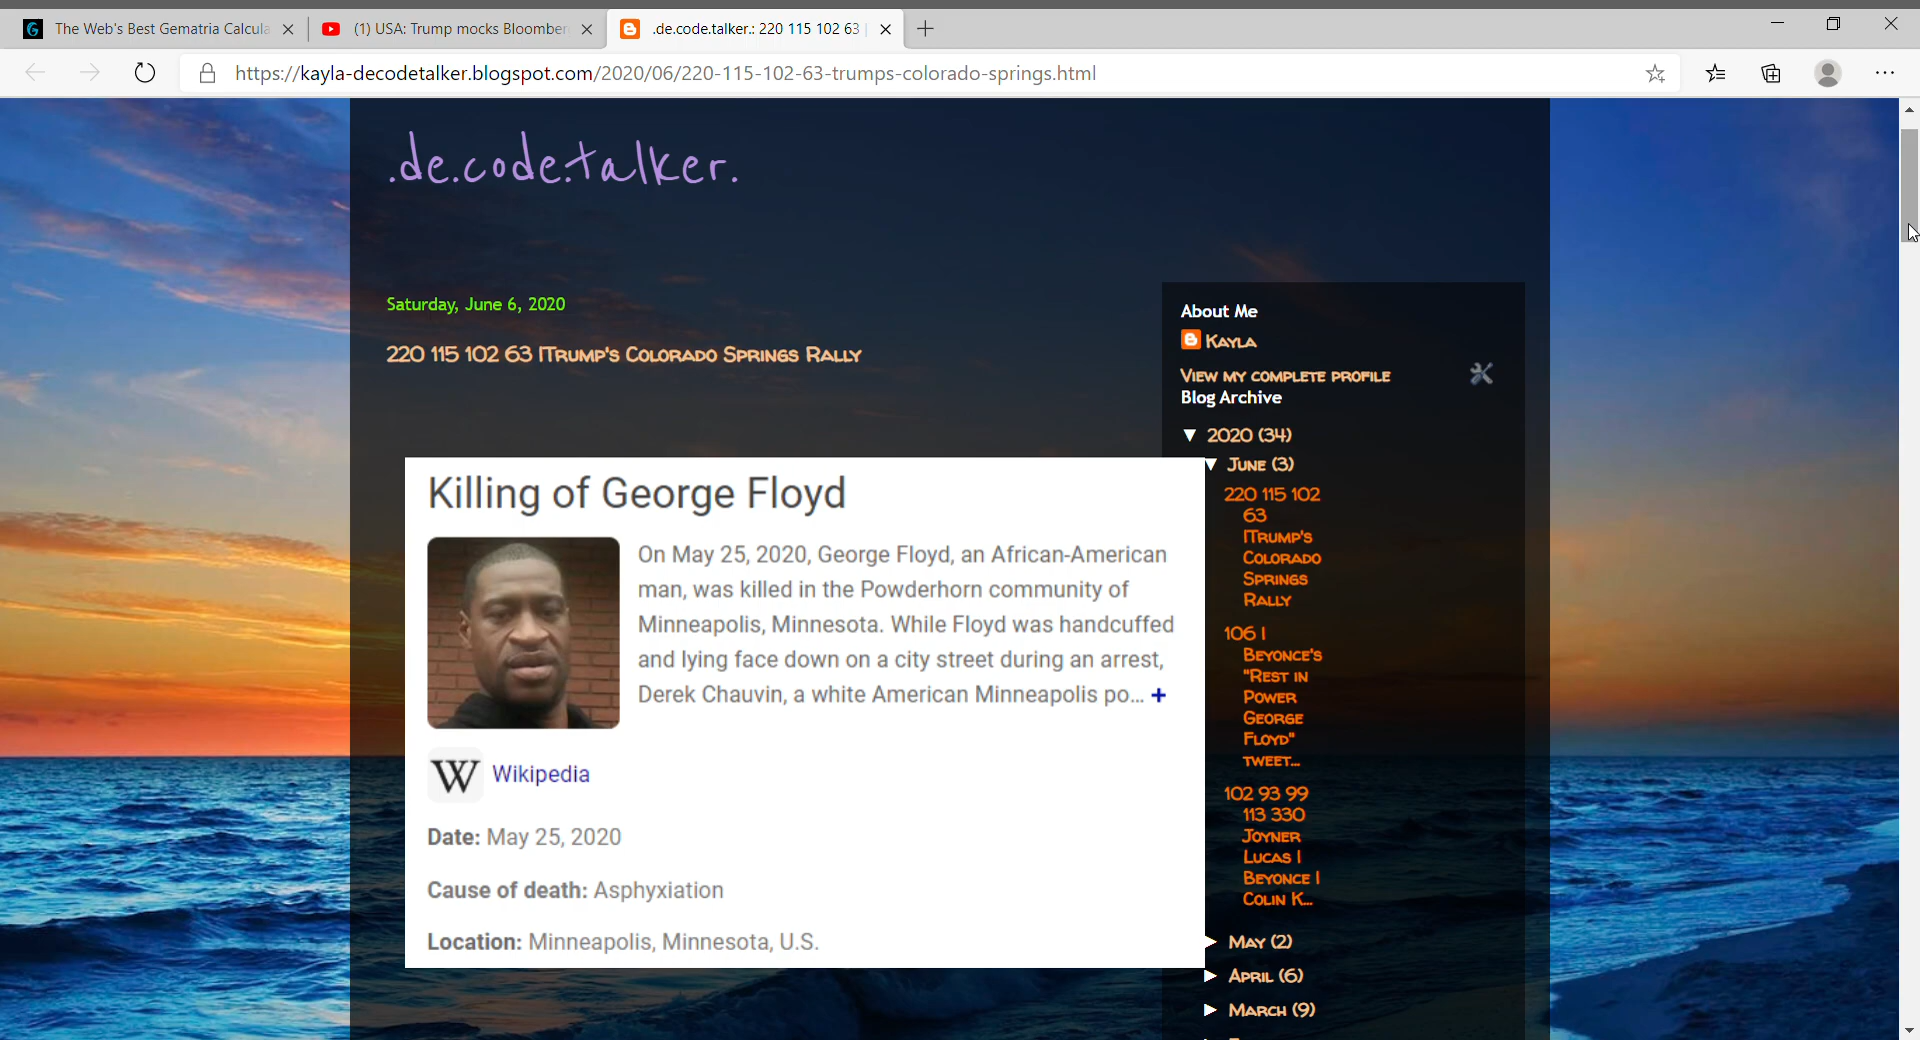 The Web's Best Gematria Calcula
(1) USA: Trump mocks Bloomber
.de.code.talker.: 220 115 102 63 |
https://kayla-decodetalker.blogspot.com/2020/06/220-115-102-63-trumps-colorado-springs.html
.de.code.talker.
Saturday, June 6, 2020
220 115 102 63 |Trump's Colorado Springs Rally
Killing of George Floyd
On May 25, 2020, George Floyd, an African-American
man, was killed in the Powderhorn community of
Minneapolis, Minnesota. While Floyd was handcuffed
and lying face down on a city street during an arrest,
Derek Chauvin, a white American Minneapolis po... +
W Wikipedia
Date: May 25, 2020
Cause of death: Asphyxiation
Location: Minneapolis, Minnesota, U.S.
About Me
Kayla
View my complete profile
Blog Archive
▼ 2020 (34)
▼ June (3)
220 115 102
63
|Trump's
Colorado
Springs
Rally
106 |
Beyonce's
"Rest in
Power
George
Floyd"
tweet...
102 93 99
113 330
Joyner
Lucas |
Beyonce |
Colin K...
► May (2)
► April (6)
► March (9)